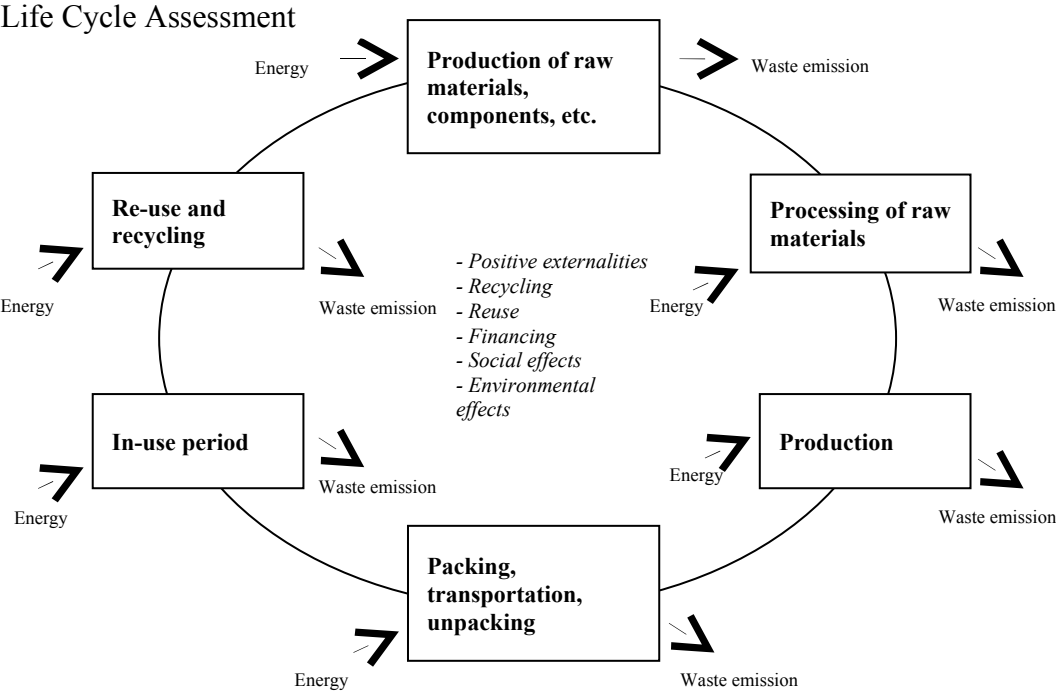 Life Cycle Assessment
Energy
Production of raw
materials,
components, etc.
Waste emission
Re-use and
recycling
Energy
Waste emission
- Positive externalities
- Recycling
- Reuse
- Financing
- Social effects
- Environmental
effects
Processing of raw
materials
Energy
Waste emission
In-use period
Energy
Waste emission
Production
Energy
Waste emission
Packing,
transportation,
unpacking
Energy
Waste emission